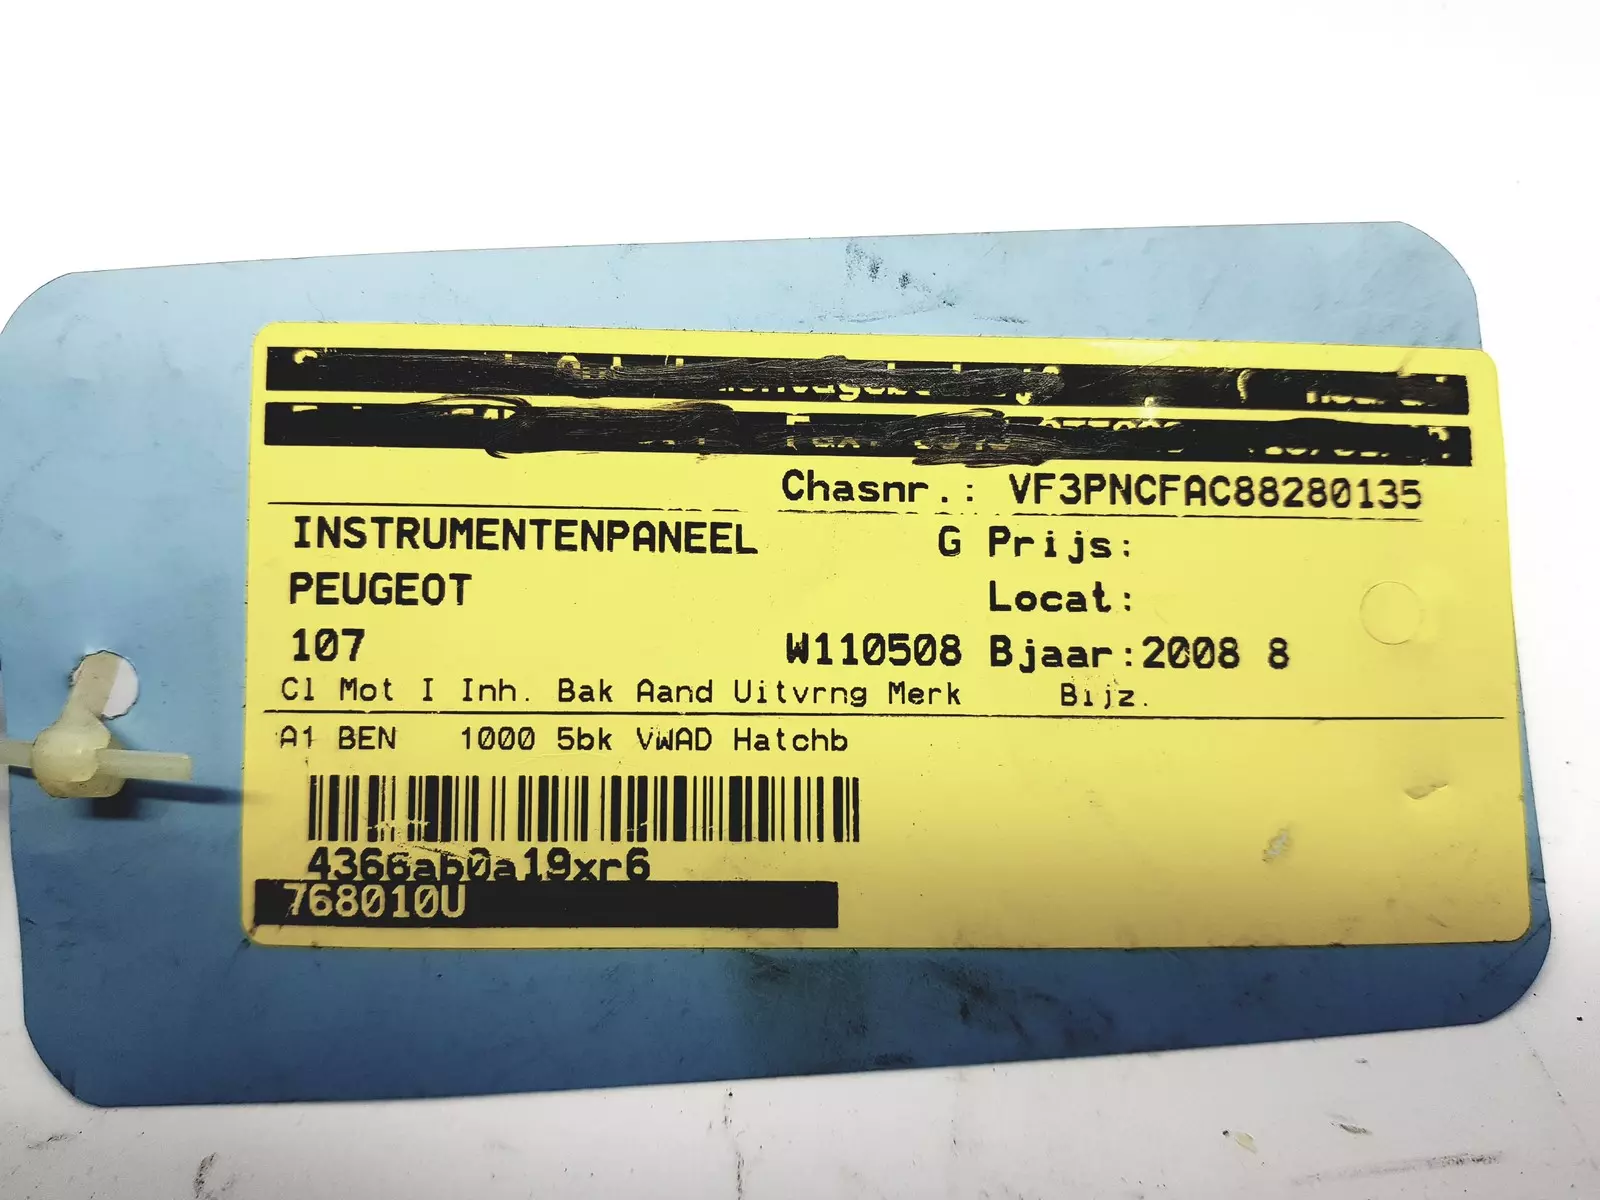 Chasnr.: VF3PNCFAC88280135
INSTRUMENTENPANEEL G Prijs:
PEUGEOT Locat:
107 W110508 Bjaar:2008 8
Cl Mot I Inh. Bak Aand Uitvrng Merk Bijz.
A1 BEN 1000 5bk VWAD Hatchb
4366ab0a19xr6
768010U